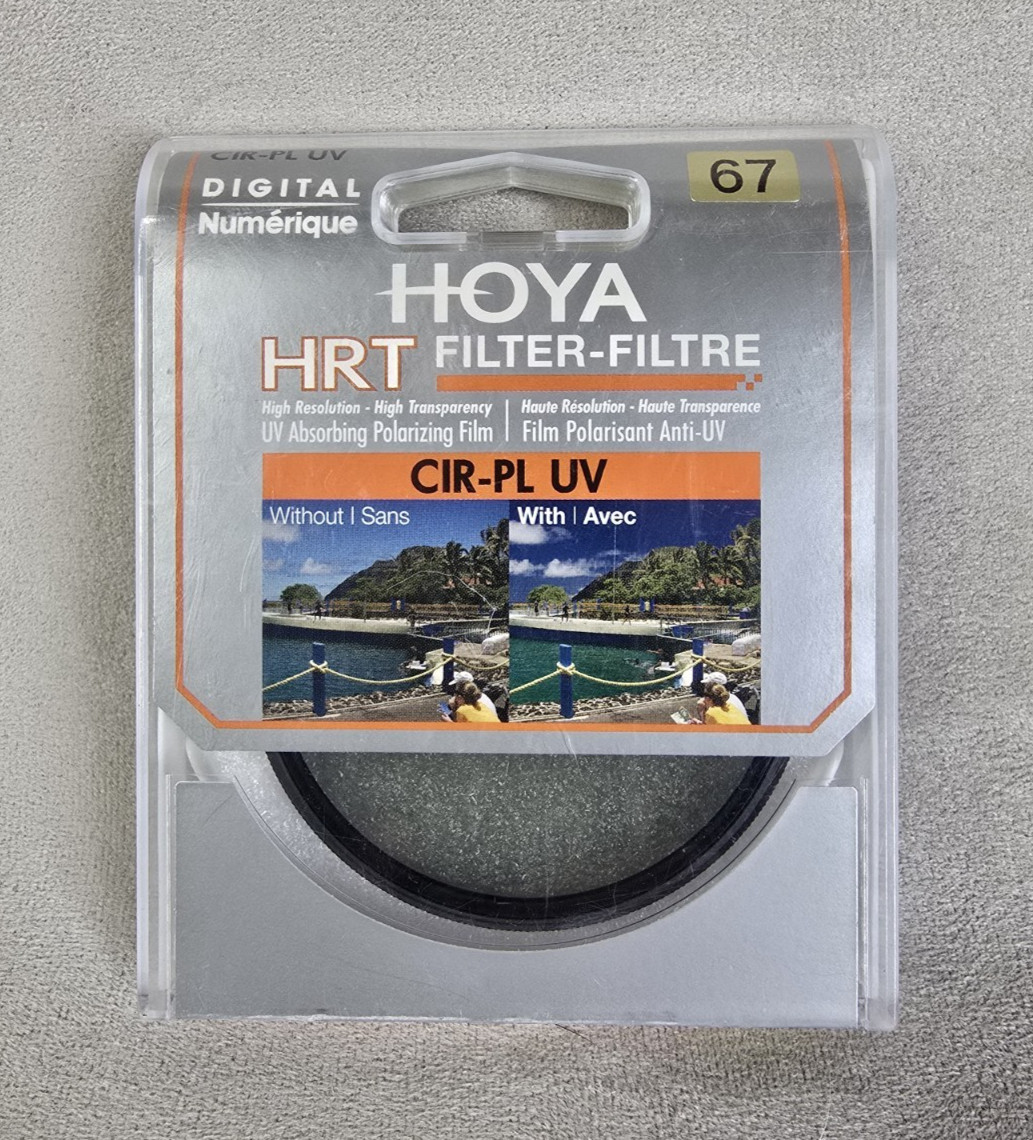 CIR-PL UV
DIGITAL
Numérique
67
HOYA
HRT FILTER-FILTRE
High Resolution - High Transparency
UV Absorbing Polarizing Film
Haute Résolution - Haute Transparence
Film Polarisant Anti-UV
CIR-PL UV
Without | Sans
With | Avec